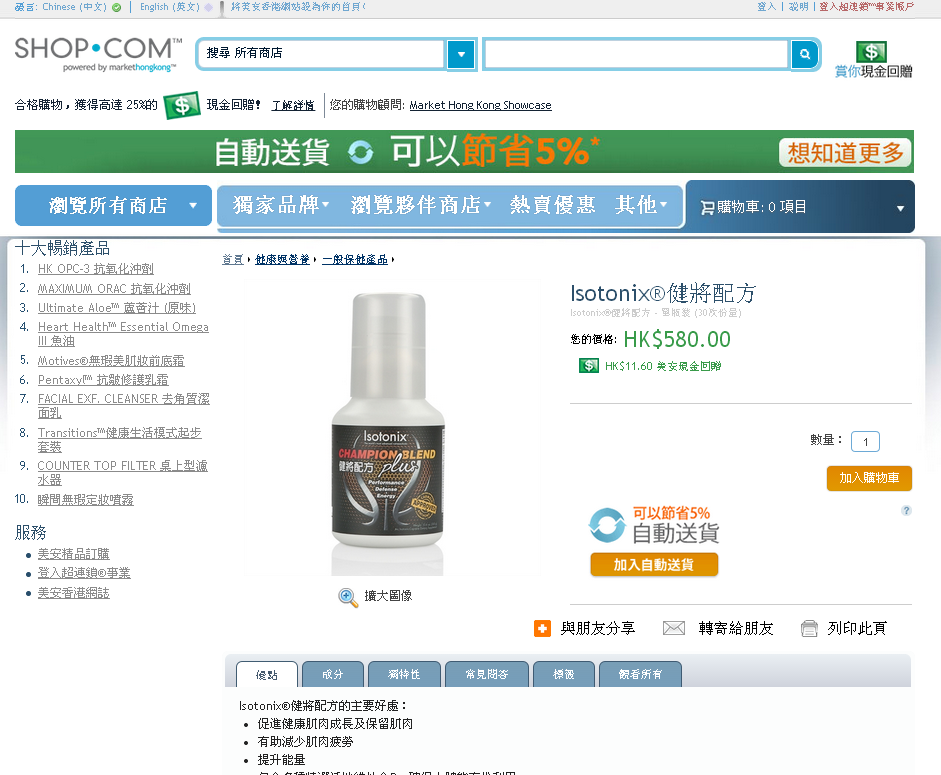 語言: Chinese (中文) | English (英文) 將美安香港網站設為你的首頁!
登入 | 說明 | 登入超連鎖™事業帳戶
SHOP•COM™
powered by markethongkong™
搜尋 所有商店
賞你現金回贈
合格購物，獲得高達 25%的 $ 現金回贈! 了解詳情 您的購物顧問: Market Hong Kong Showcase
自動送貨 可以節省5%* 想知道更多
瀏覽所有商店 獨家品牌 瀏覽夥伴商店 熱賣優惠 其他 購物車: 0 項目
十大暢銷產品
1. HK OPC-3 抗氧化沖劑
2. MAXIMUM ORAC 抗氧化沖劑
3. Ultimate Aloe™ 蘆薈汁 (原味)
4. Heart Health™ Essential Omega
III 魚油
5. Motives®無瑕美肌妝前底霜
6. Pentaxyl™ 抗皺修護乳霜
7. FACIAL EXF. CLEANSER 去角質潔
面乳
8. Transitions™健康生活模式起步
套裝
9. COUNTER TOP FILTER 桌上型濾
水器
10. 瞬間無瑕定妝噴霧
服務
• 美安精品訂購
• 登入超連鎖®事業
• 美安香港網誌
首頁 健康與營養 一般保健產品
Isotonix
CHAMPION BLEND
健將配方 plus
Performance
Defense
Energy
APPROVED
擴大圖像
Isotonix®健將配方
Isotonix®健將配方 - 單瓶裝 (30次份量)
您的價格: HK$580.00
HK$11.60 美安現金回贈
數量： 1
加入購物車
?
可以節省5%
自動送貨
加入自動送貨
與朋友分享 轉寄給朋友 列印此頁
優點 成分 獨特性 常見問答 標籤 觀看所有
Isotonix®健將配方的主要好處：
• 促進健康肌肉成長及保留肌肉
• 有助減少肌肉疲勞
• 提升能量